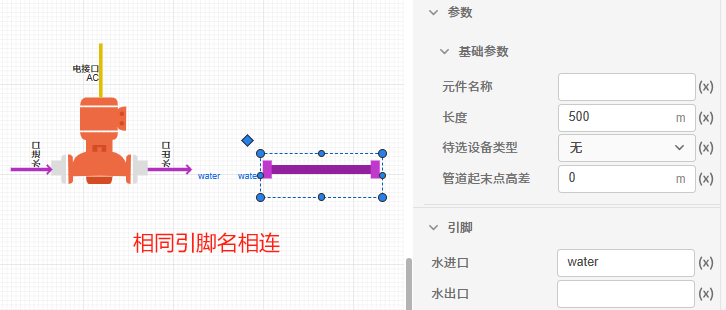 电接口
AC
水进口
水出口
water
water
相同引脚名相连
参数
基础参数
元件名称
(x)
长度
500
m
(x)
待选设备类型
无
(x)
管道起末点高差
0
m
(x)
引脚
水进口
water
(x)
水出口
(x)